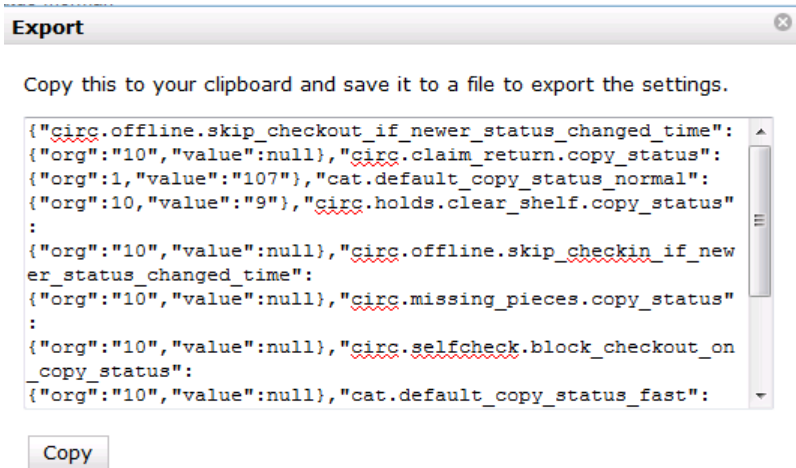 Export
Copy this to your clipboard and save it to a file to export the settings.
{"circ.offline.skip_checkout_if_newer_status_changed_time":
{"org":"10","value":null},"circ.claim_return.copy_status":
{"org":1,"value":"107"},"cat.default_copy_status_normal":
{"org":10,"value":"9"},"circ.holds.clear_shelf.copy_status"
:
{"org":"10","value":null},"circ.offline.skip_checkin_if_new
er_status_changed_time":
{"org":"10","value":null},"circ.missing_pieces.copy_status"
:
{"org":"10","value":null},"circ.selfcheck.block_checkout_on
_copy_status":
{"org":"10","value":null},"cat.default_copy_status_fast":
Copy